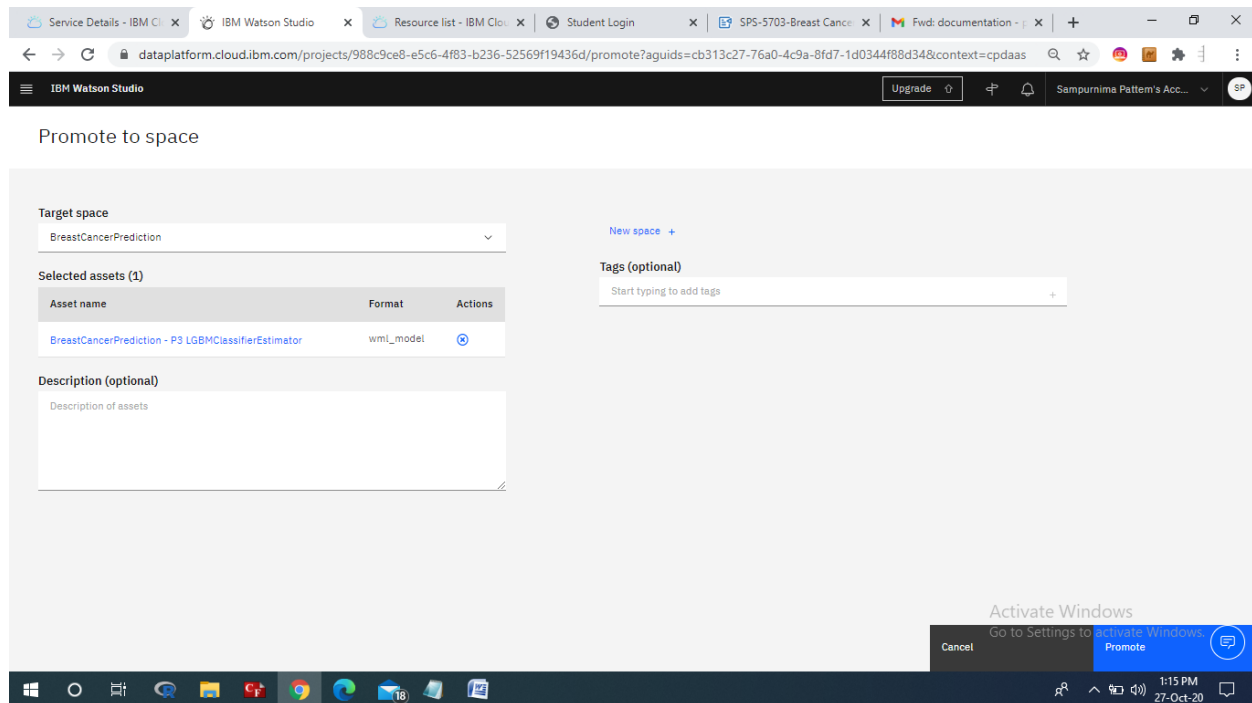 Service Details - IBM Cl
IBM Watson Studio
Resource list - IBM Clou
Student Login
SPS-5703-Breast Cance
Fwd: documentation - p
dataplatform.cloud.ibm.com/projects/988c9ce8-e5c6-4f83-b236-52569f19436d/promote?aguids=cb313c27-76a0-4c9a-8fd7-1d0344f88d34&context=cpdaas
IBM Watson Studio
Upgrade
Sampurnima Pattem's Acc...
SP
Promote to space
Target space
BreastCancerPrediction
New space +
Selected assets (1)
Tags (optional)
Start typing to add tags
Asset name Format Actions
BreastCancerPrediction - P3 LGBMClassifierEstimator wml_model
Description (optional)
Description of assets
Activate Windows
Go to Settings to activate Windows.
Cancel
Promote
18
1:15 PM
27-Oct-20